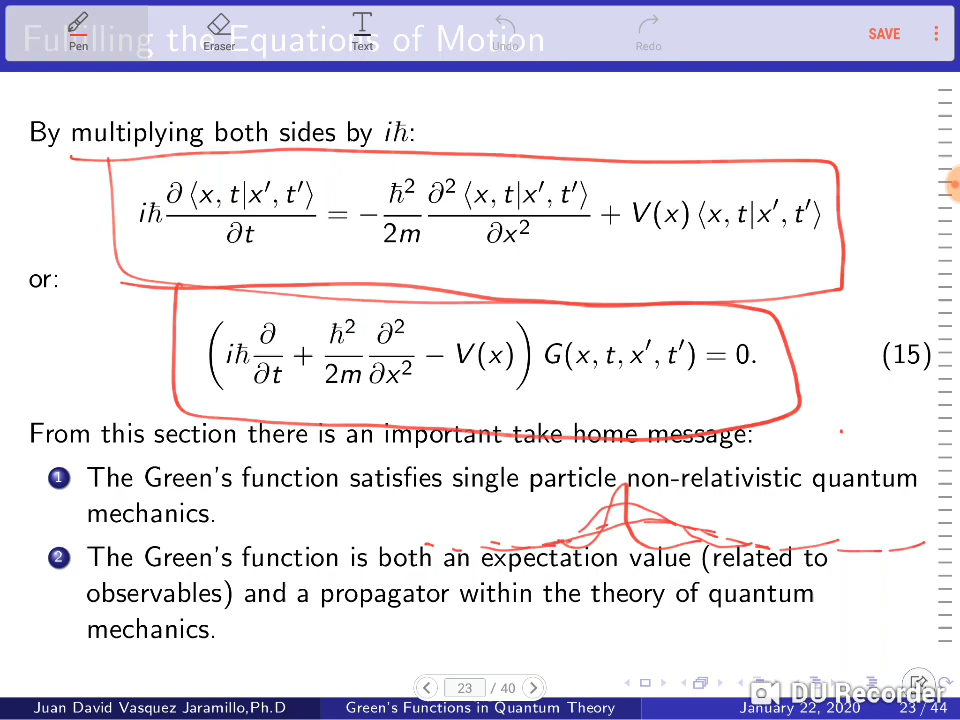 Fulfilling the Equations of Motion
Pen Eraser Text Undo Redo SAVE
By multiplying both sides by iħ:
iħ ∂⟨x, t|x′, t′⟩/∂t = − ħ²/2m ∂²⟨x, t|x′, t′⟩/∂x² + V(x)⟨x, t|x′, t′⟩
or:
(iħ ∂/∂t + ħ²/2m ∂²/∂x² − V(x)) G(x, t, x′, t′) = 0. (15)
From this section there is an important take home message:
1 The Green's function satisfies single particle non-relativistic quantum
mechanics.
2 The Green's function is both an expectation value (related to
observables) and a propagator within the theory of quantum
mechanics.
23 / 40
DU Recorder
Juan David Vasquez Jaramillo,Ph.D Green's Functions in Quantum Theory January 22, 2020 23 / 44